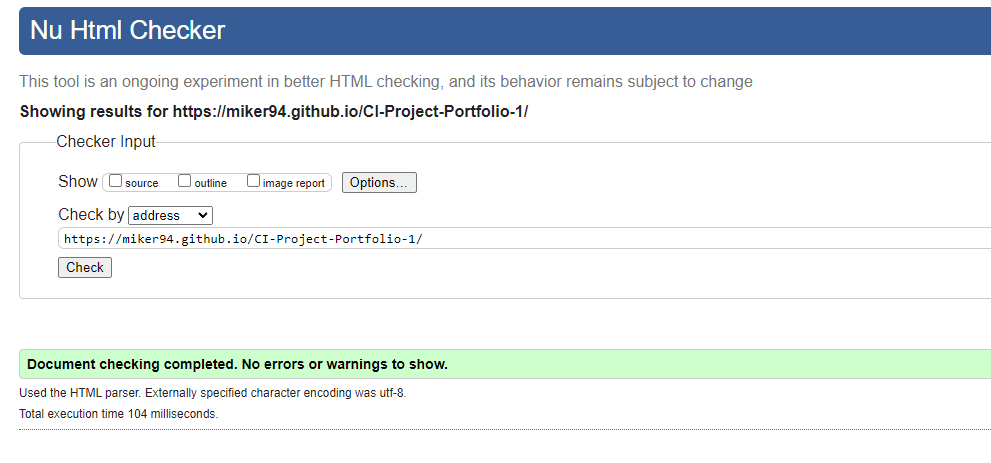 Nu Html Checker
This tool is an ongoing experiment in better HTML checking, and its behavior remains subject to change
Showing results for https://miker94.github.io/CI-Project-Portfolio-1/
Checker Input
Show source outline image report Options...
Check by address
https://miker94.github.io/CI-Project-Portfolio-1/
Check
Document checking completed. No errors or warnings to show.
Used the HTML parser. Externally specified character encoding was utf-8.
Total execution time 104 milliseconds.